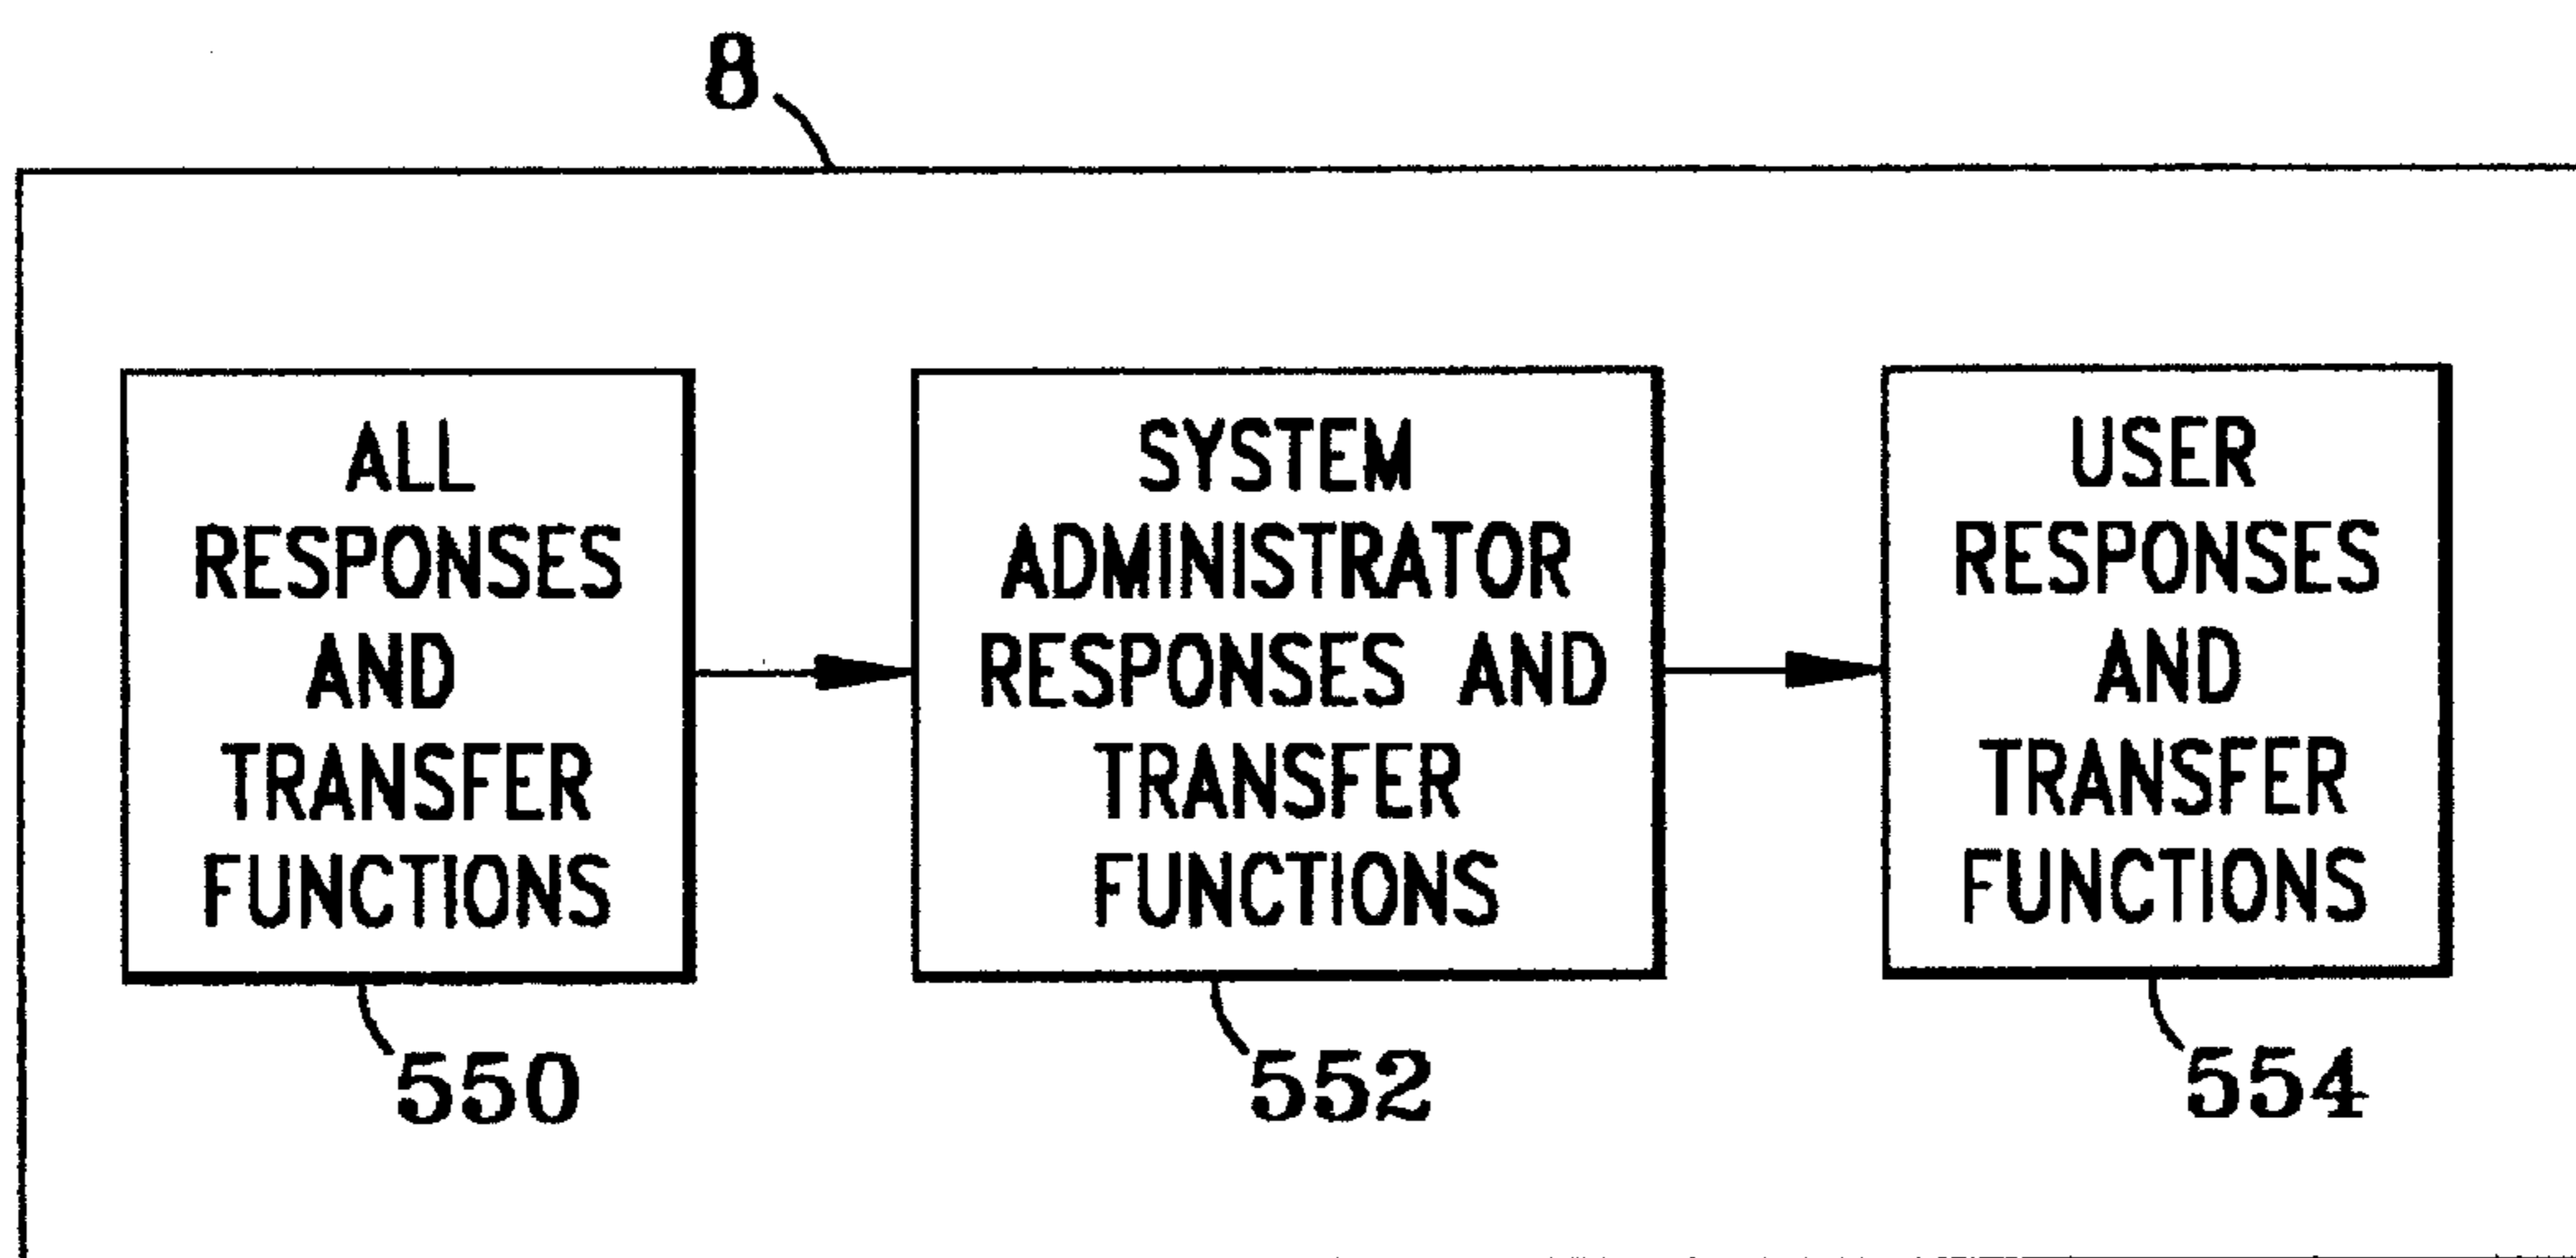 8
ALL
RESPONSES
AND
TRANSFER
FUNCTIONS
550
SYSTEM
ADMINISTRATOR
RESPONSES AND
TRANSFER
FUNCTIONS
552
USER
RESPONSES
AND
TRANSFER
FUNCTIONS
554